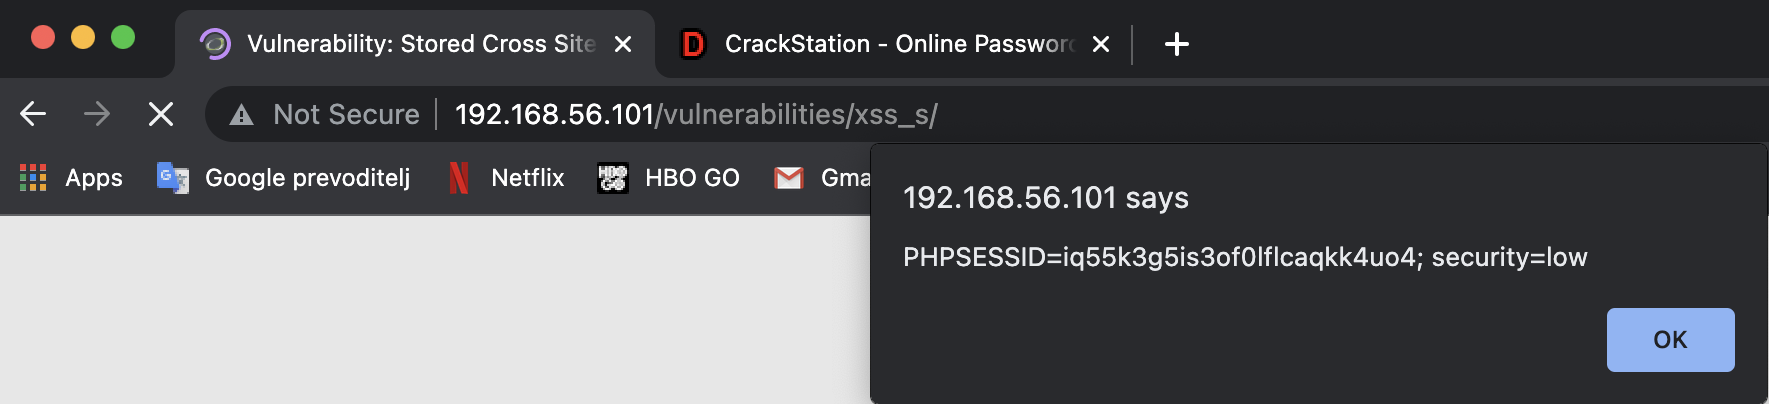 Vulnerability: Stored Cross Site
CrackStation - Online Password
Not Secure 192.168.56.101/vulnerabilities/xss_s/
Apps Google prevoditelj Netflix HBO GO Gma
192.168.56.101 says
PHPSESSID=iq55k3g5is3of0lflcaqkk4uo4; security=low
OK